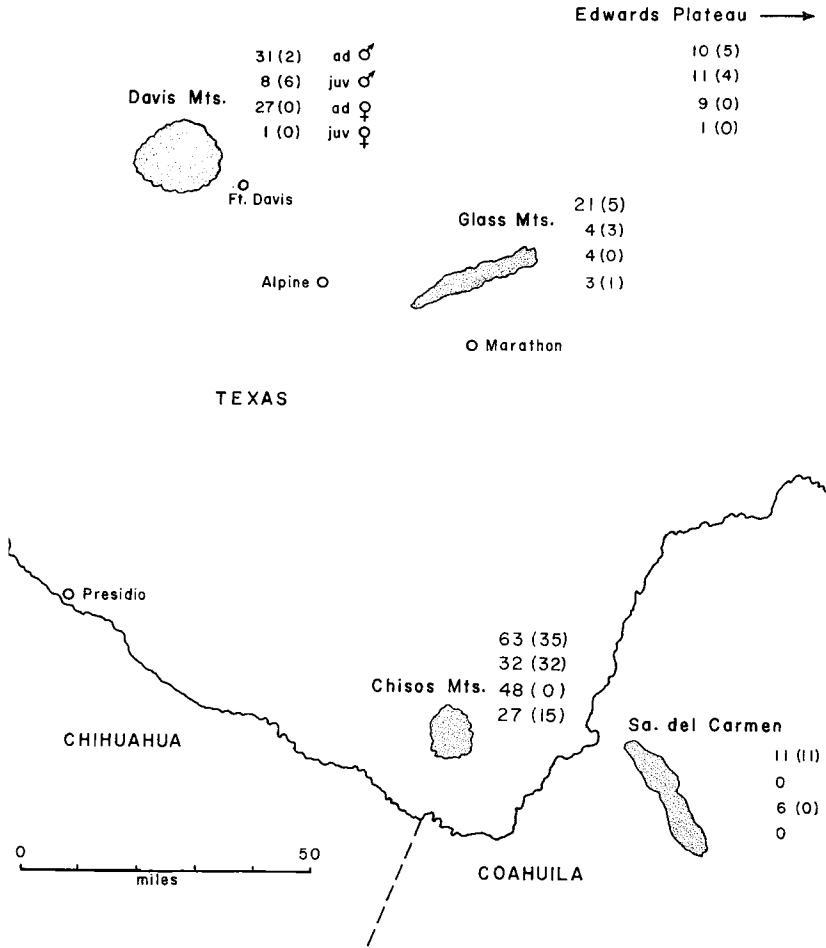 Edwards Plateau
10 (5)
11 (4)
9 (0)
1 (0)
31 (2) ad ♂
8 (6) juv ♂
27 (0) ad ♀
1 (0) juv ♀
Davis Mts.
Ft. Davis
Glass Mts.
21 (5)
4 (3)
4 (0)
3 (1)
Alpine
Marathon
TEXAS
Presidio
Chisos Mts.
63 (35)
32 (32)
48 (0)
27 (15)
CHIHUAHUA
Sa. del Carmen
11 (11)
0
6 (0)
0
0 50
miles
COAHUILA